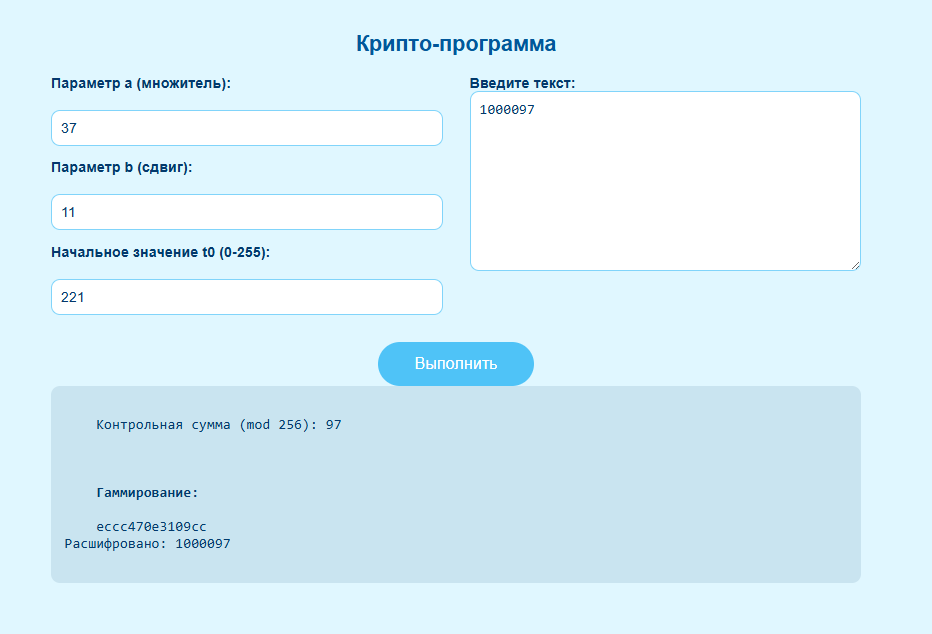 Крипто-программа
Параметр a (множитель):
37
Параметр b (сдвиг):
11
Начальное значение t0 (0-255):
221
Введите текст:
1000097
Выполнить
Контрольная сумма (mod 256): 97
Гаммирование:
eccc470e3109cc
Расшифровано: 1000097